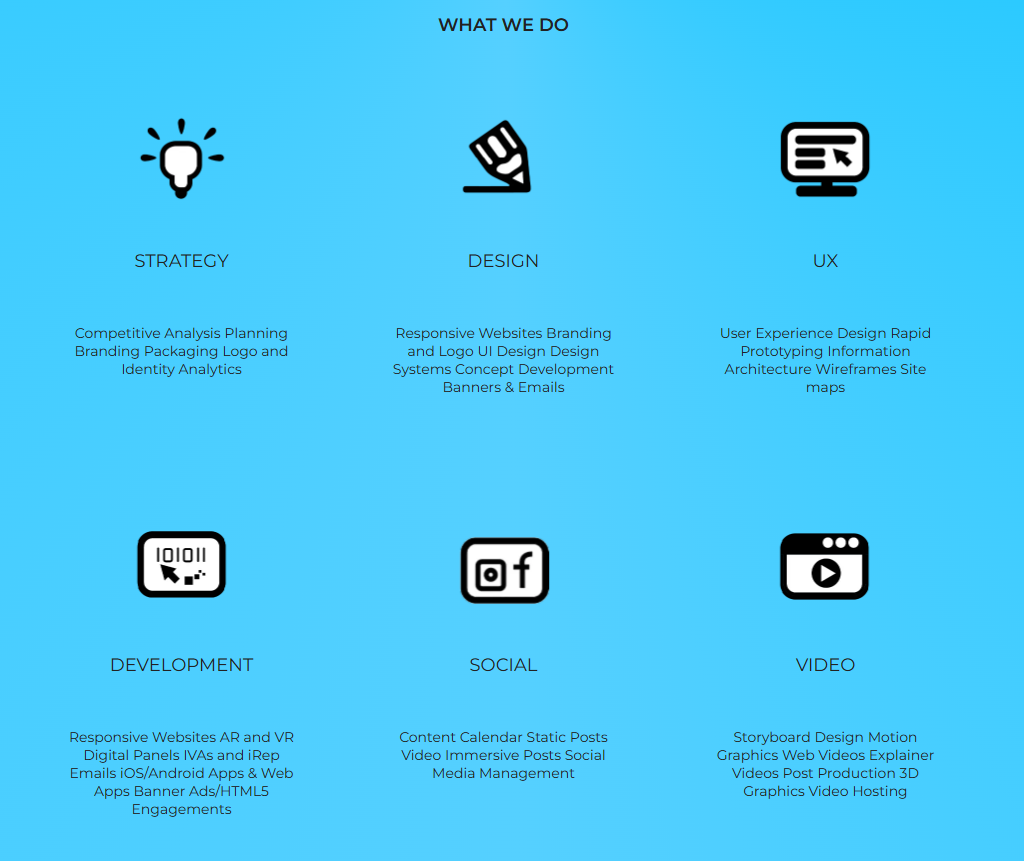 WHAT WE DO
STRATEGY
Competitive Analysis Planning
Branding Packaging Logo and
Identity Analytics
DESIGN
Responsive Websites Branding
and Logo UI Design Design
Systems Concept Development
Banners & Emails
UX
User Experience Design Rapid
Prototyping Information
Architecture Wireframes Site
maps
101011
DEVELOPMENT
Responsive Websites AR and VR
Digital Panels IVAs and iRep
Emails iOS/Android Apps & Web
Apps Banner Ads/HTML5
Engagements
f
SOCIAL
Content Calendar Static Posts
Video Immersive Posts Social
Media Management
VIDEO
Storyboard Design Motion
Graphics Web Videos Explainer
Videos Post Production 3D
Graphics Video Hosting